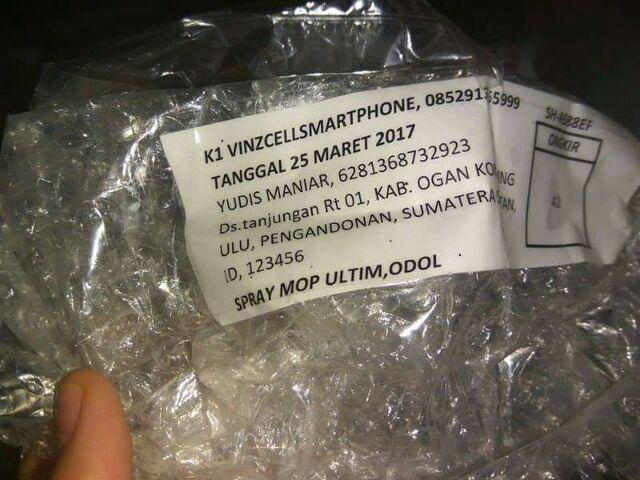 K1 VINZCELLSMARTPHONE, 085291355999
TANGGAL 25 MARET 2017
YUDIS MANIAR, 6281368732923
Ds.tanjungan Rt 01, KAB. OGAN
ULU, PENGANDONAN, SUMATERA
ID, 123456
SPRAY MOP ULTIM,ODOL
ONGKIR
42